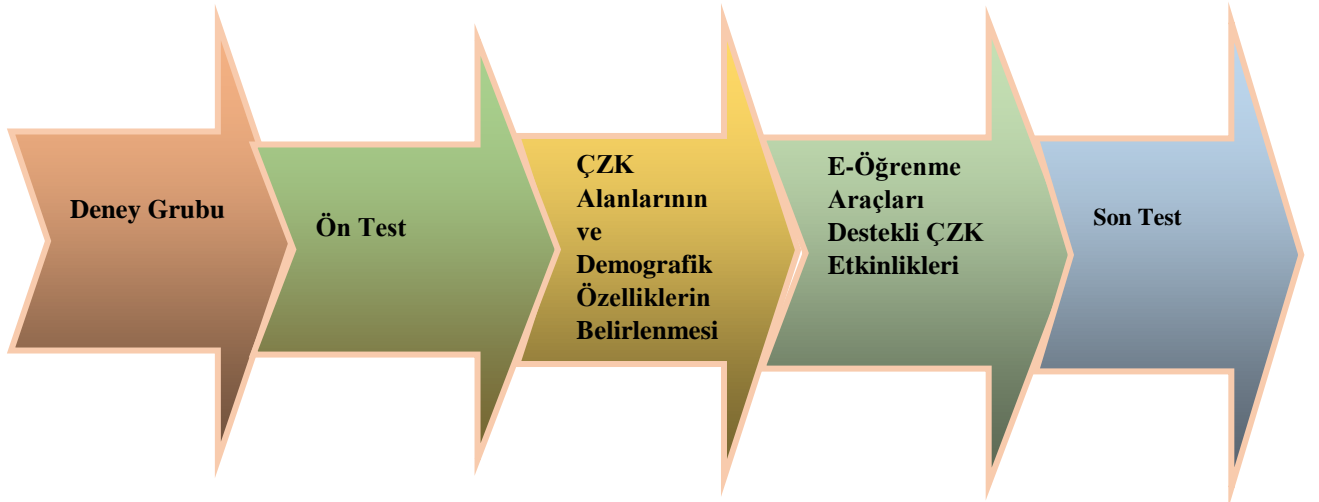 Deney Grubu
Ön Test
ÇZK
Alanlarının
ve
Demografik
Özelliklerin
Belirlenmesi
E-Öğrenme
Araçları
Destekli ÇZK
Etkinlikleri
Son Test